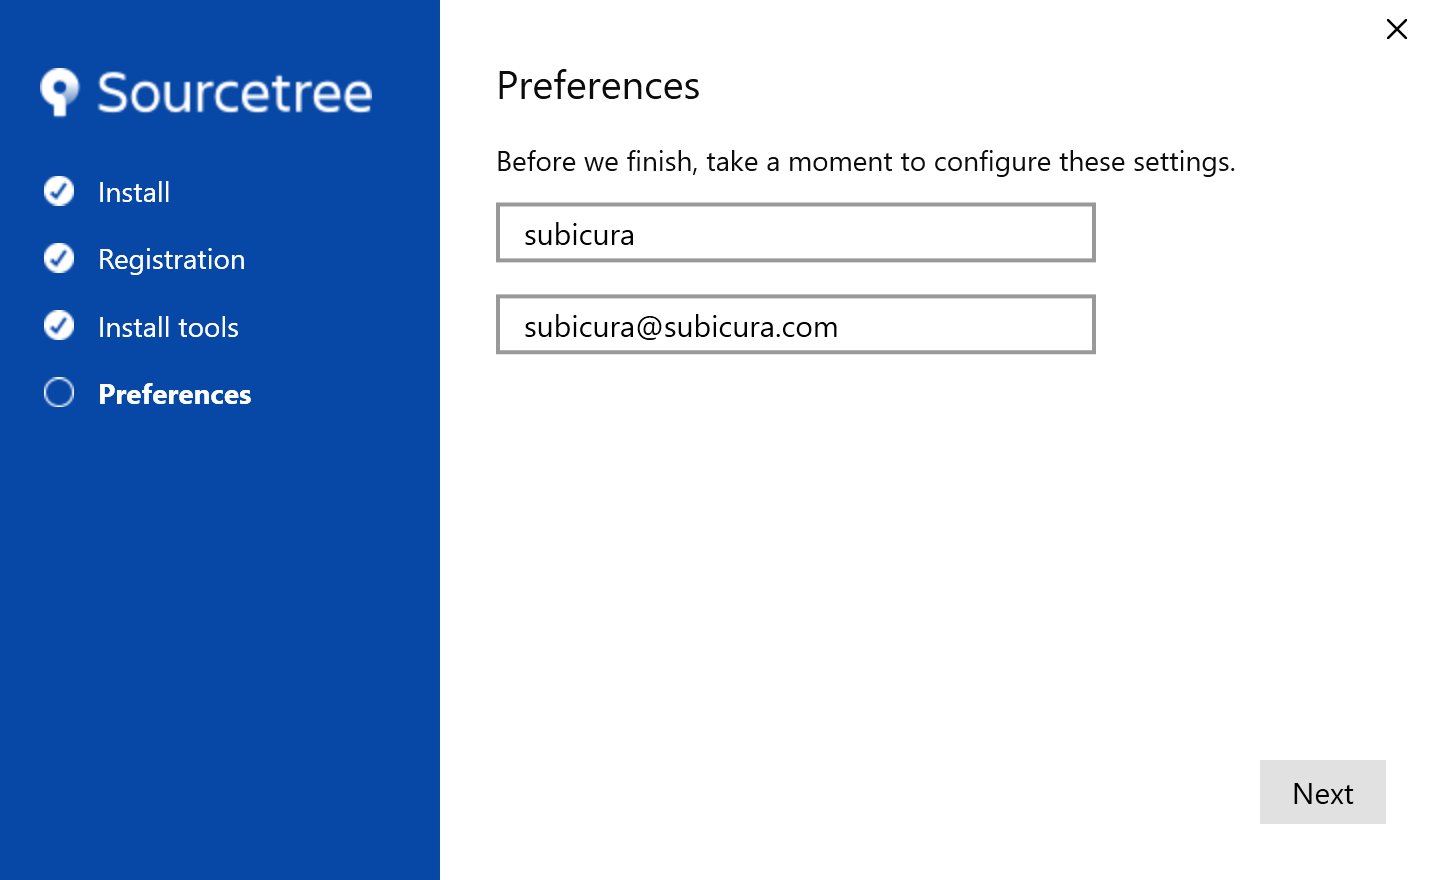 Sourcetree
Install
Registration
Install tools
Preferences
Preferences
Before we finish, take a moment to configure these settings.
subicura
subicura@subicura.com
Next